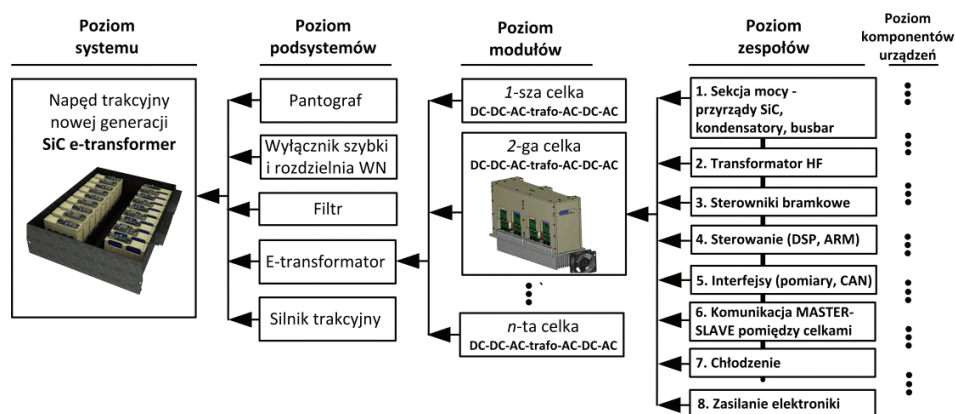 Poziom
systemu
Napęd trakcyjny
nowej generacji
SiC e-transformer
Poziom
podsystemów
Pantograf
Wyłącznik szybki
i rozdzielnia WN
Filtr
E-transformator
Silnik trakcyjny
Poziom
modułów
1-sza celka
DC-DC-AC-trafo-AC-DC-AC
2-ga celka
DC-DC-AC-trafo-AC-DC-AC
n-ta celka
DC-DC-AC-trafo-AC-DC-AC
Poziom
zespołów
1. Sekcja mocy -
przyrządy SiC,
kondensatory, busbar
2. Transformator HF
3. Sterowniki bramkowe
4. Sterowanie (DSP, ARM)
5. Interfejsy (pomiary, CAN)
6. Komunikacja MASTER-
SLAVE pomiędzy celkami
7. Chłodzenie
8. Zasilanie elektroniki
Poziom
komponentów
urządzeń